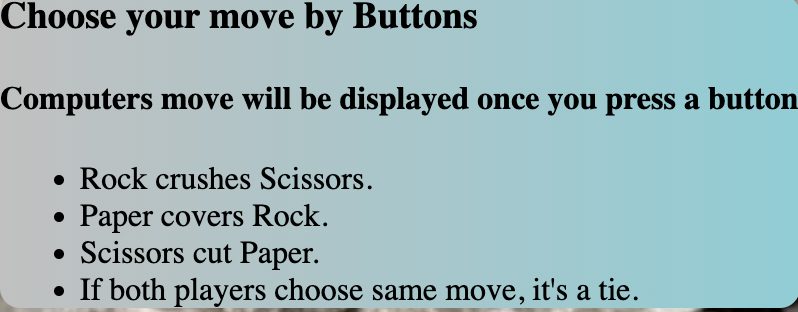 Choose your move by Buttons
Computers move will be displayed once you press a button
Rock crushes Scissors.
Paper covers Rock.
Scissors cut Paper.
If both players choose same move, it's a tie.